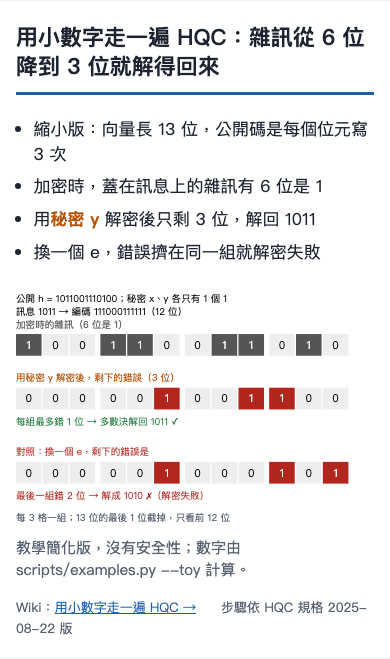 用小數字走一遍 HQC：雜訊從 6 位
降到 3 位就解得回來
• 縮小版：向量長 13 位，公開碼是每個位元寫
3 次
• 加密時，蓋在訊息上的雜訊有 6 位是 1
• 用秘密 y 解密後只剩 3 位，解回 1011
• 換一個 e，錯誤擠在同一組就解密失敗
公開 h = 1011001110100；秘密 x、y 各只有 1 個 1
訊息 1011 → 編碼 111000111111（12 位）
加密時的雜訊（6 位是 1）
1 0 0 1 1 0 0 1 1 0 1 0
用秘密 y 解密後，剩下的錯誤（3 位）
0 0 0 0 0 1 0 0 1 1 0 0
每組最多錯 1 位 → 多數決解回 1011 ✓
對照：換一個 e，剩下的錯誤是
0 0 0 0 0 1 0 0 0 1 0 1
最後一組錯 2 位 → 解成 1010 ✗（解密失敗）
每 3 格一組；13 位的最後 1 位截掉，只看前 12 位
教學簡化版，沒有安全性；數字由
scripts/examples.py --toy 計算。
Wiki：用小數字走一遍 HQC → 步驟依 HQC 規格 2025-
08-22 版